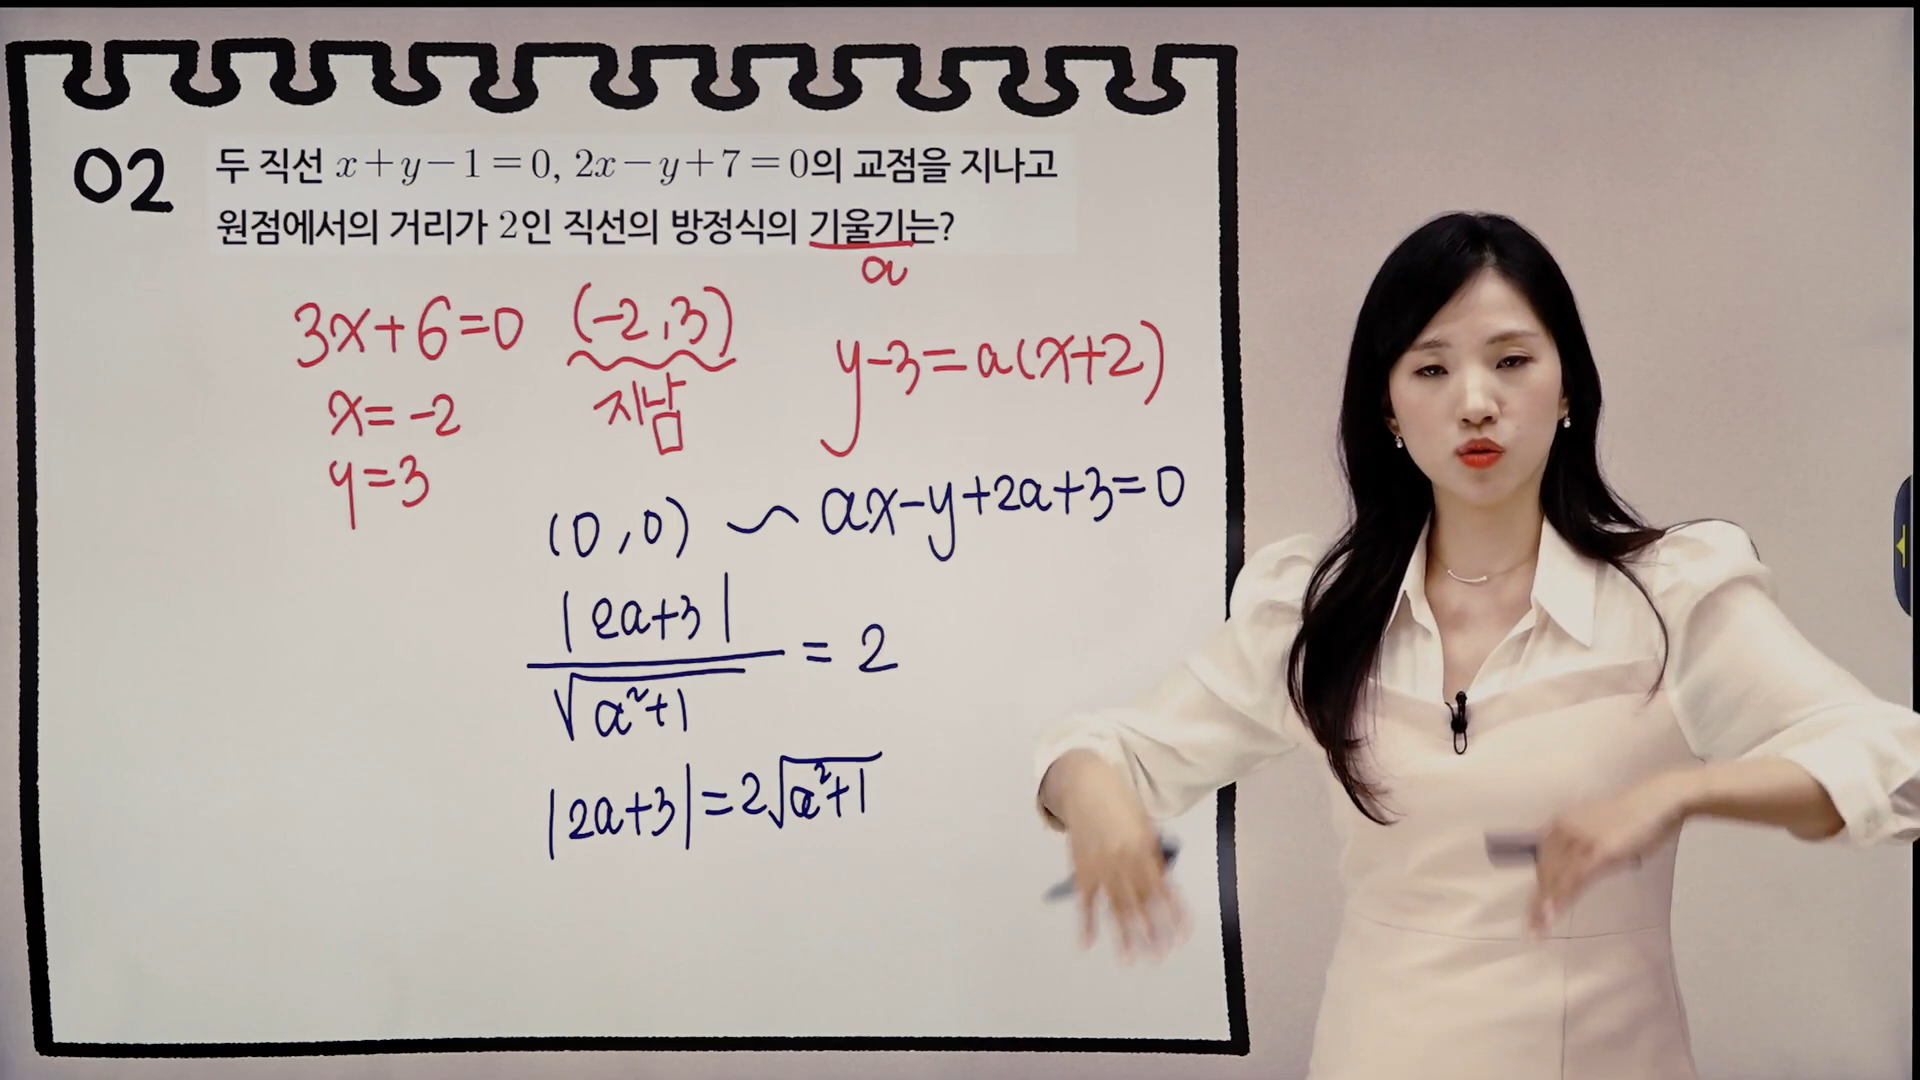 02
두 직선 x+y−1=0, 2x−y+7=0의 교점을 지나고
원점에서의 거리가 2인 직선의 방정식의 기울기는?
a
3x+6=0
x=-2
y=3
(-2,3)
지남
y-3=a(x+2)
(0,0) ~ ax-y+2a+3=0
|2a+3|/√(a²+1) = 2
|2a+3|=2√(a²+1)